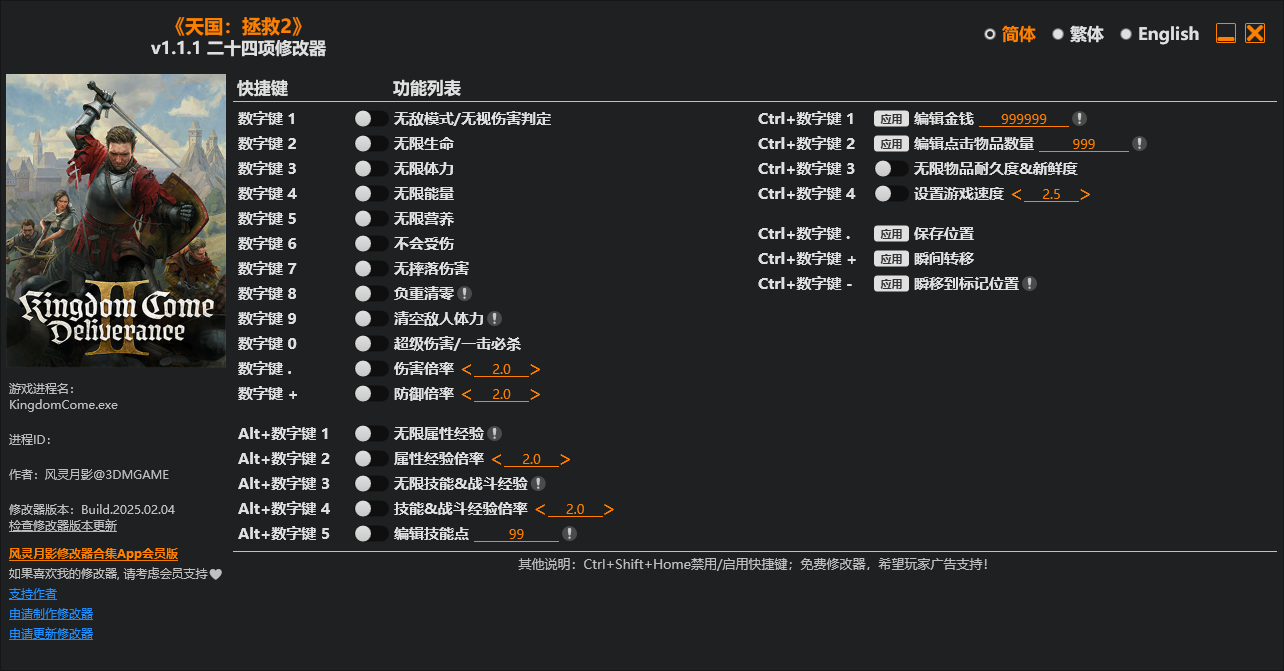 《天国：拯救2》
v1.1.1 二十四项修改器
简体 繁体 English
Kingdom Come
Deliverance
II
游戏进程名：
KingdomCome.exe
进程ID：
作者：风灵月影@3DMGAME
修改器版本：Build.2025.02.04
检查修改器版本更新
风灵月影修改器合集App会员版
如果喜欢我的修改器, 请考虑会员支持♥
支持作者
申请制作修改器
申请更新修改器
快捷键 功能列表
数字键 1 无敌模式/无视伤害判定
数字键 2 无限生命
数字键 3 无限体力
数字键 4 无限能量
数字键 5 无限营养
数字键 6 不会受伤
数字键 7 无摔落伤害
数字键 8 负重清零 !
数字键 9 清空敌人体力 !
数字键 0 超级伤害/一击必杀
数字键 . 伤害倍率 < 2.0 >
数字键 + 防御倍率 < 2.0 >
Alt+数字键 1 无限属性经验 !
Alt+数字键 2 属性经验倍率 < 2.0 >
Alt+数字键 3 无限技能&战斗经验 !
Alt+数字键 4 技能&战斗经验倍率 < 2.0 >
Alt+数字键 5 编辑技能点 99 !
Ctrl+数字键 1 应用 编辑金钱 999999 !
Ctrl+数字键 2 应用 编辑点击物品数量 999 !
Ctrl+数字键 3 无限物品耐久度&新鲜度
Ctrl+数字键 4 设置游戏速度 < 2.5 >
Ctrl+数字键 . 应用 保存位置
Ctrl+数字键 + 应用 瞬间转移
Ctrl+数字键 - 应用 瞬移到标记位置 !
其他说明：Ctrl+Shift+Home禁用/启用快捷键；免费修改器，希望玩家广告支持！